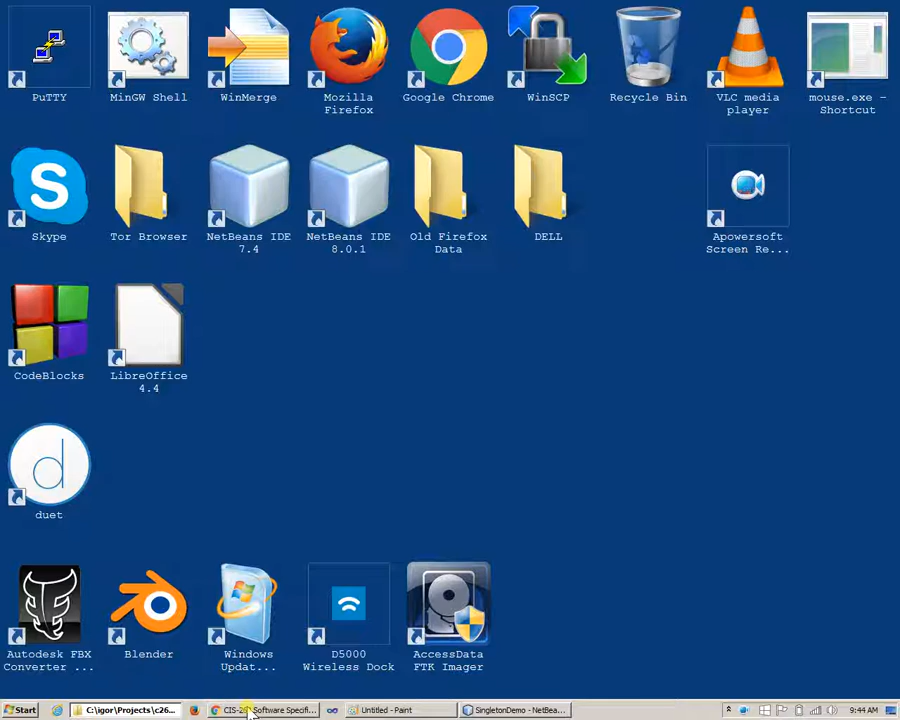 PuTTY
MinGW Shell
WinMerge
Mozilla
Firefox
Google Chrome
WinSCP
Recycle Bin
VLC media
player
mouse.exe -
Shortcut
Skype
Tor Browser
NetBeans IDE
7.4
NetBeans IDE
8.0.1
Old Firefox
Data
DELL
Apowersoft
Screen Re...
CodeBlocks
LibreOffice
4.4
duet
Autodesk FBX
Converter ...
Blender
Windows
Updat...
D5000
Wireless Dock
AccessData
FTK Imager
Start
C:\igor\Projects\c26...
Software Specifi...
Untitled - Paint
SingletonDemo - NetBea...
9:44 AM